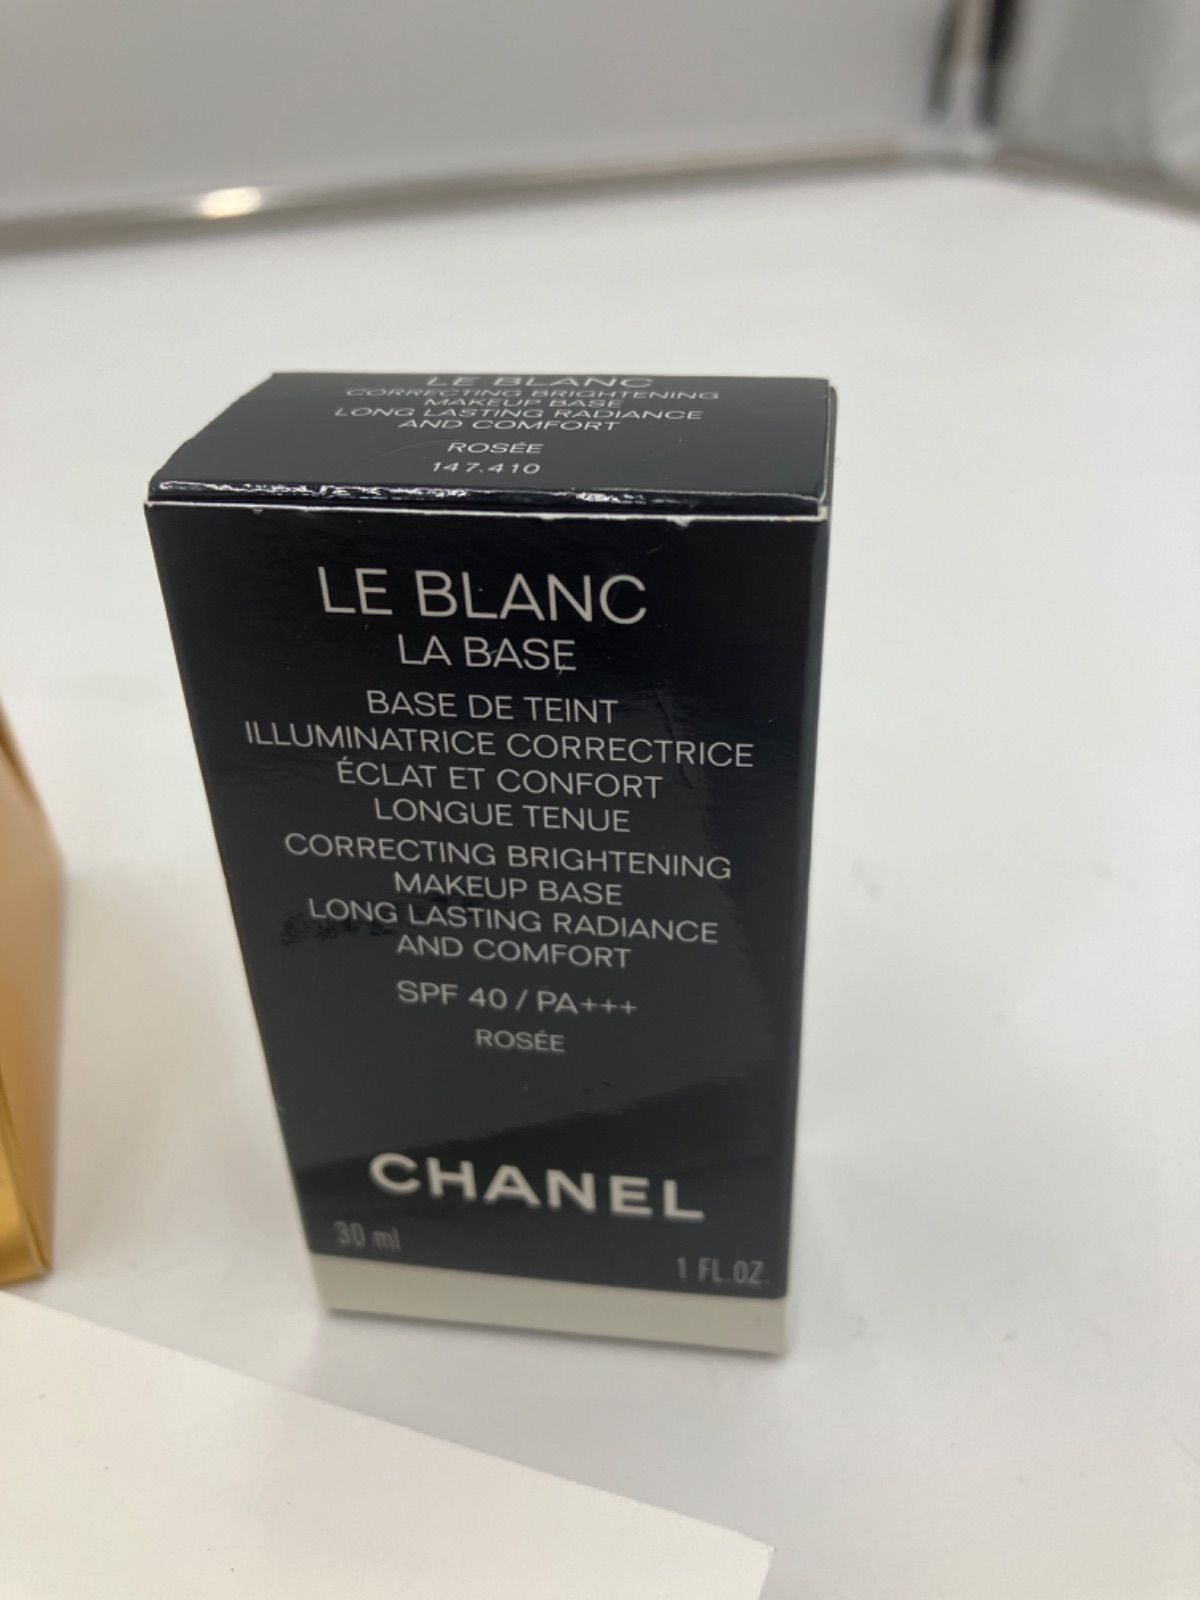 LE BLANC
CORRECTING BRIGHTENING
MAKEUP BASE
LONG LASTING RADIANCE
AND COMFORT
ROSÉE
147.410
LE BLANC
LA BASE
BASE DE TEINT
ILLUMINATRICE CORRECTRICE
ÉCLAT ET CONFORT
LONGUE TENUE
CORRECTING BRIGHTENING
MAKEUP BASE
LONG LASTING RADIANCE
AND COMFORT
SPF 40 / PA+++
ROSÉE
CHANEL
30 ml
1 FL.OZ.